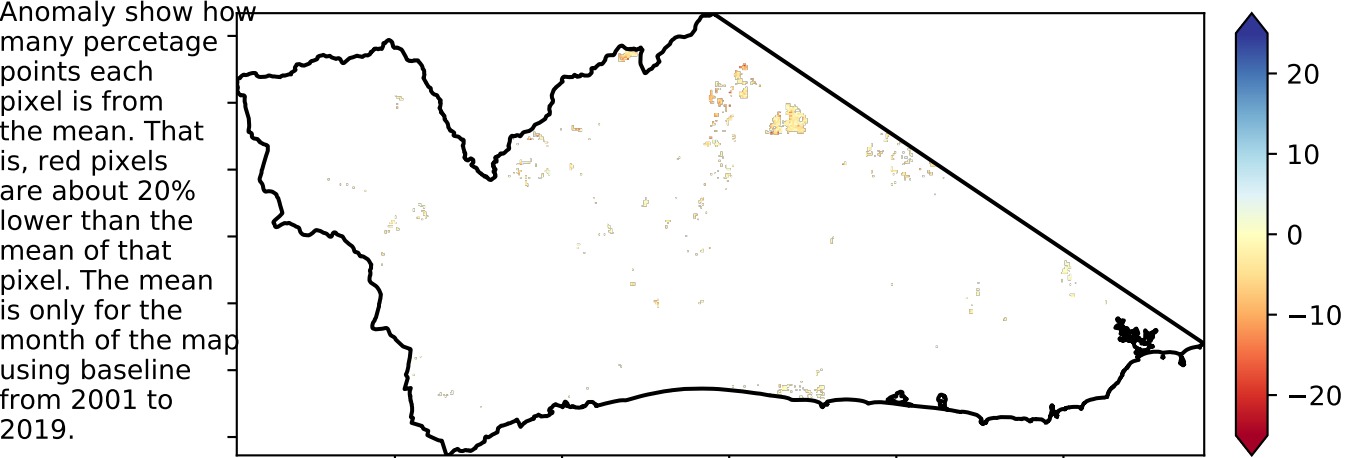 Anomaly show how
many percetage
points each
pixel is from
the mean. That
is, red pixels
are about 20%
lower than the
mean of that
pixel. The mean
is only for the
month of the map
using baseline
from 2001 to
2019.
20
10
0
−10
−20